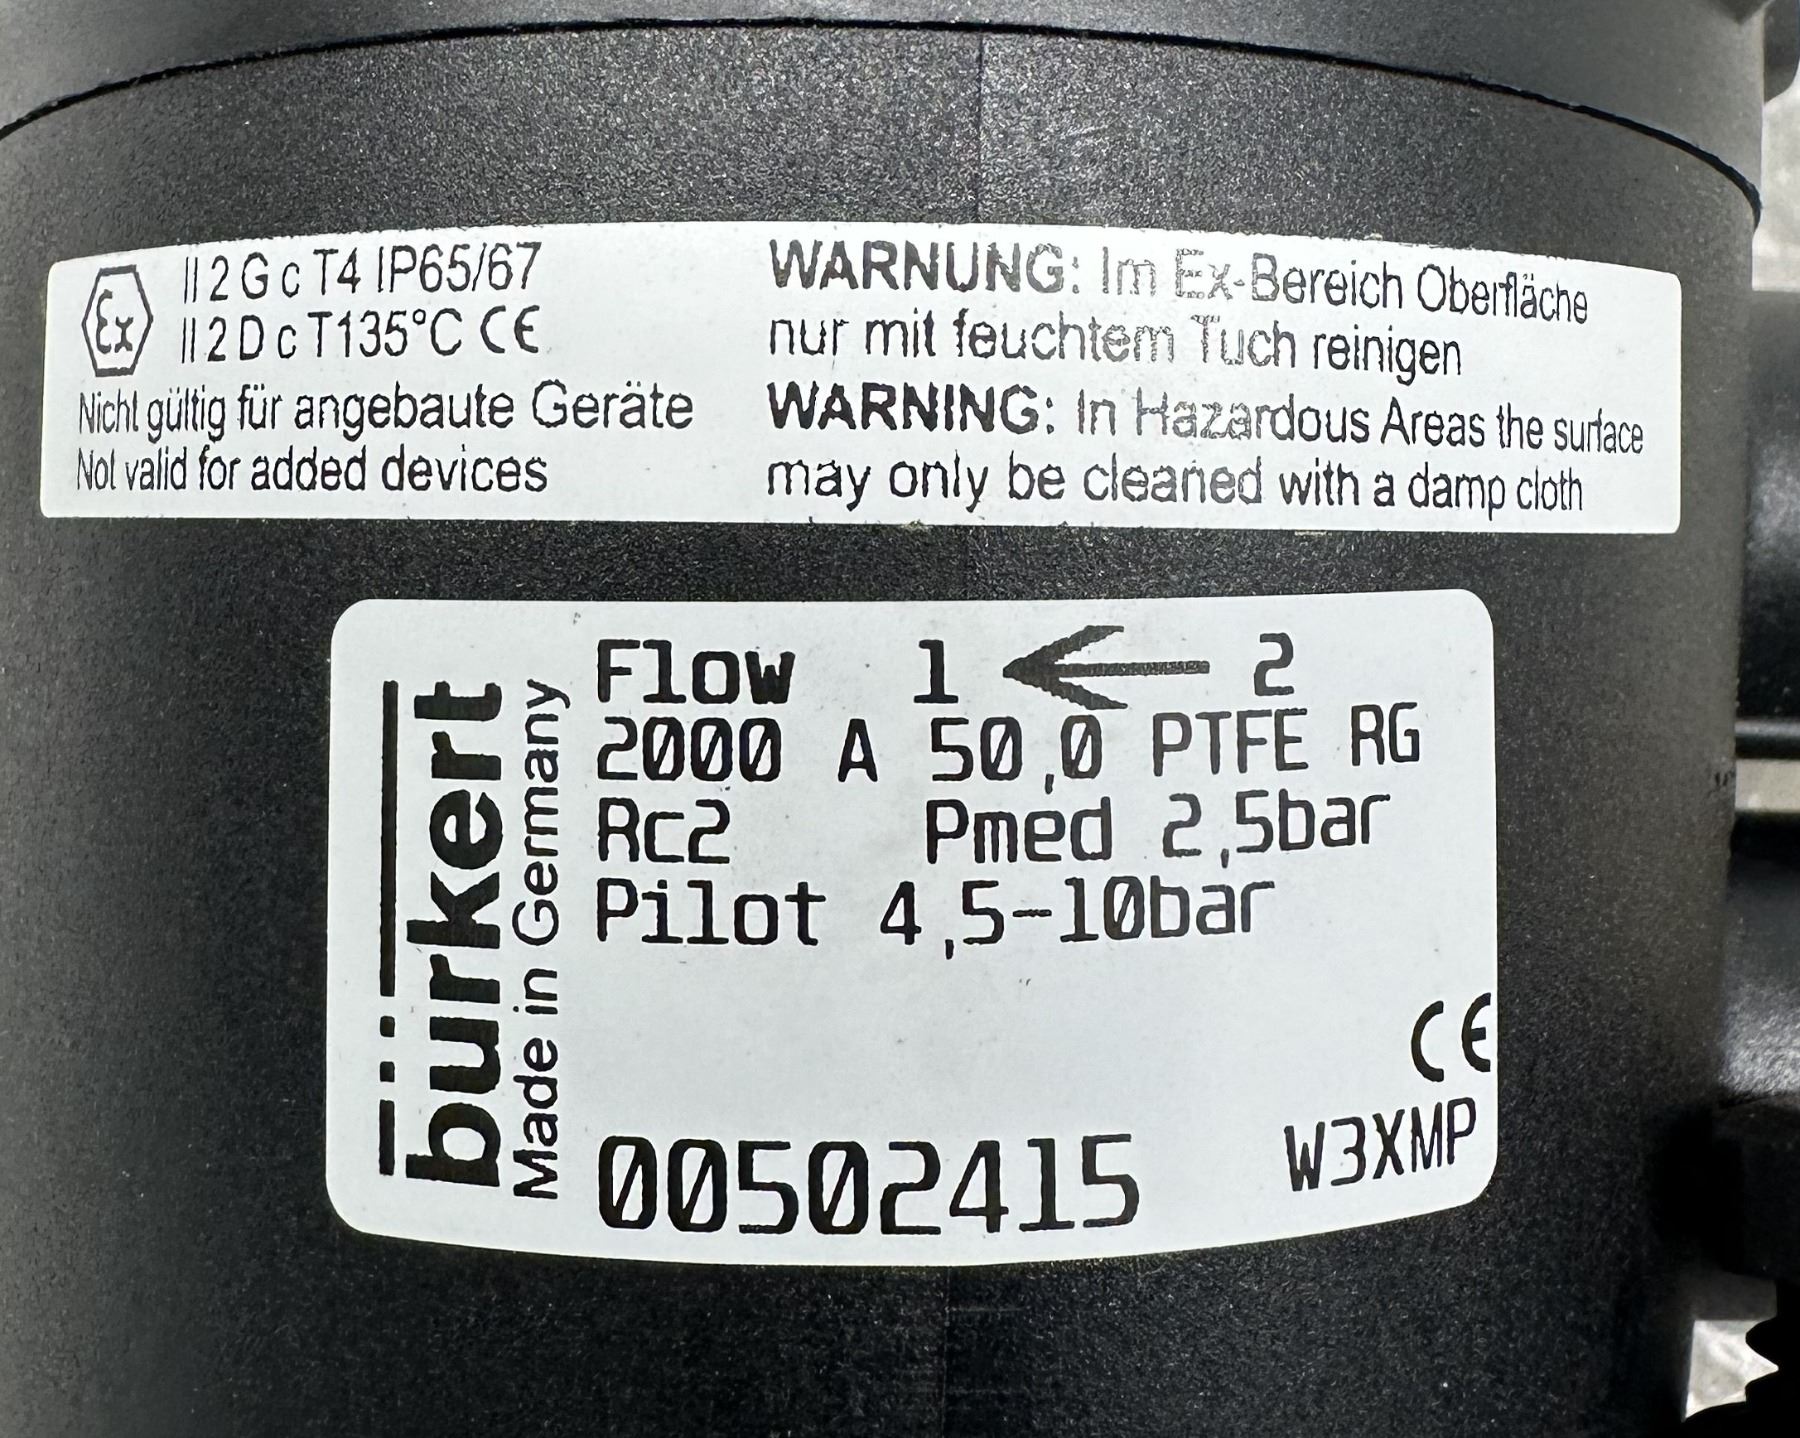 Ex
II 2 G c T4 IP65/67
II 2 D c T135°C CE
Nicht gültig für angebaute Geräte
Not valid for added devices
WARNUNG: Im Ex-Bereich Oberfläche
nur mit feuchtem Tuch reinigen
WARNING: In Hazardous Areas the surface
may only be cleaned with a damp cloth
bürkert
Made in Germany
Flow 1 ← 2
2000 A 50,0 PTFE RG
Rc2 Pmed 2,5bar
Pilot 4,5-10bar
CE
00502415 W3XMP